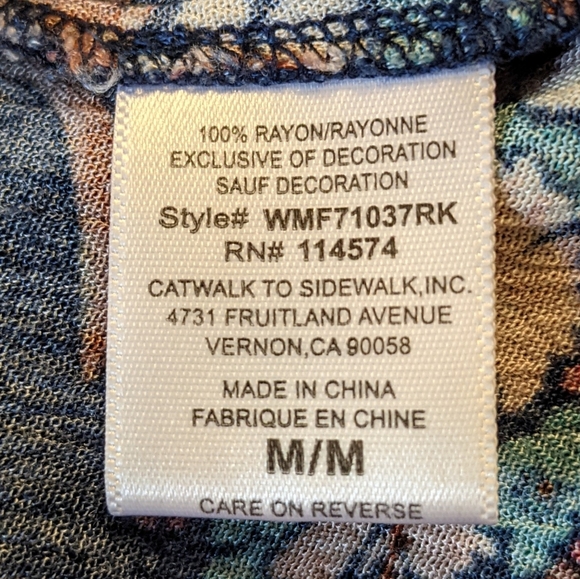 100% RAYON/RAYONNE
EXCLUSIVE OF DECORATION
SAUF DECORATION
Style# WMF71037RK
RN# 114574
CATWALK TO SIDEWALK,INC.
4731 FRUITLAND AVENUE
VERNON,CA 90058
MADE IN CHINA
FABRIQUE EN CHINE
M/M
CARE ON REVERSE